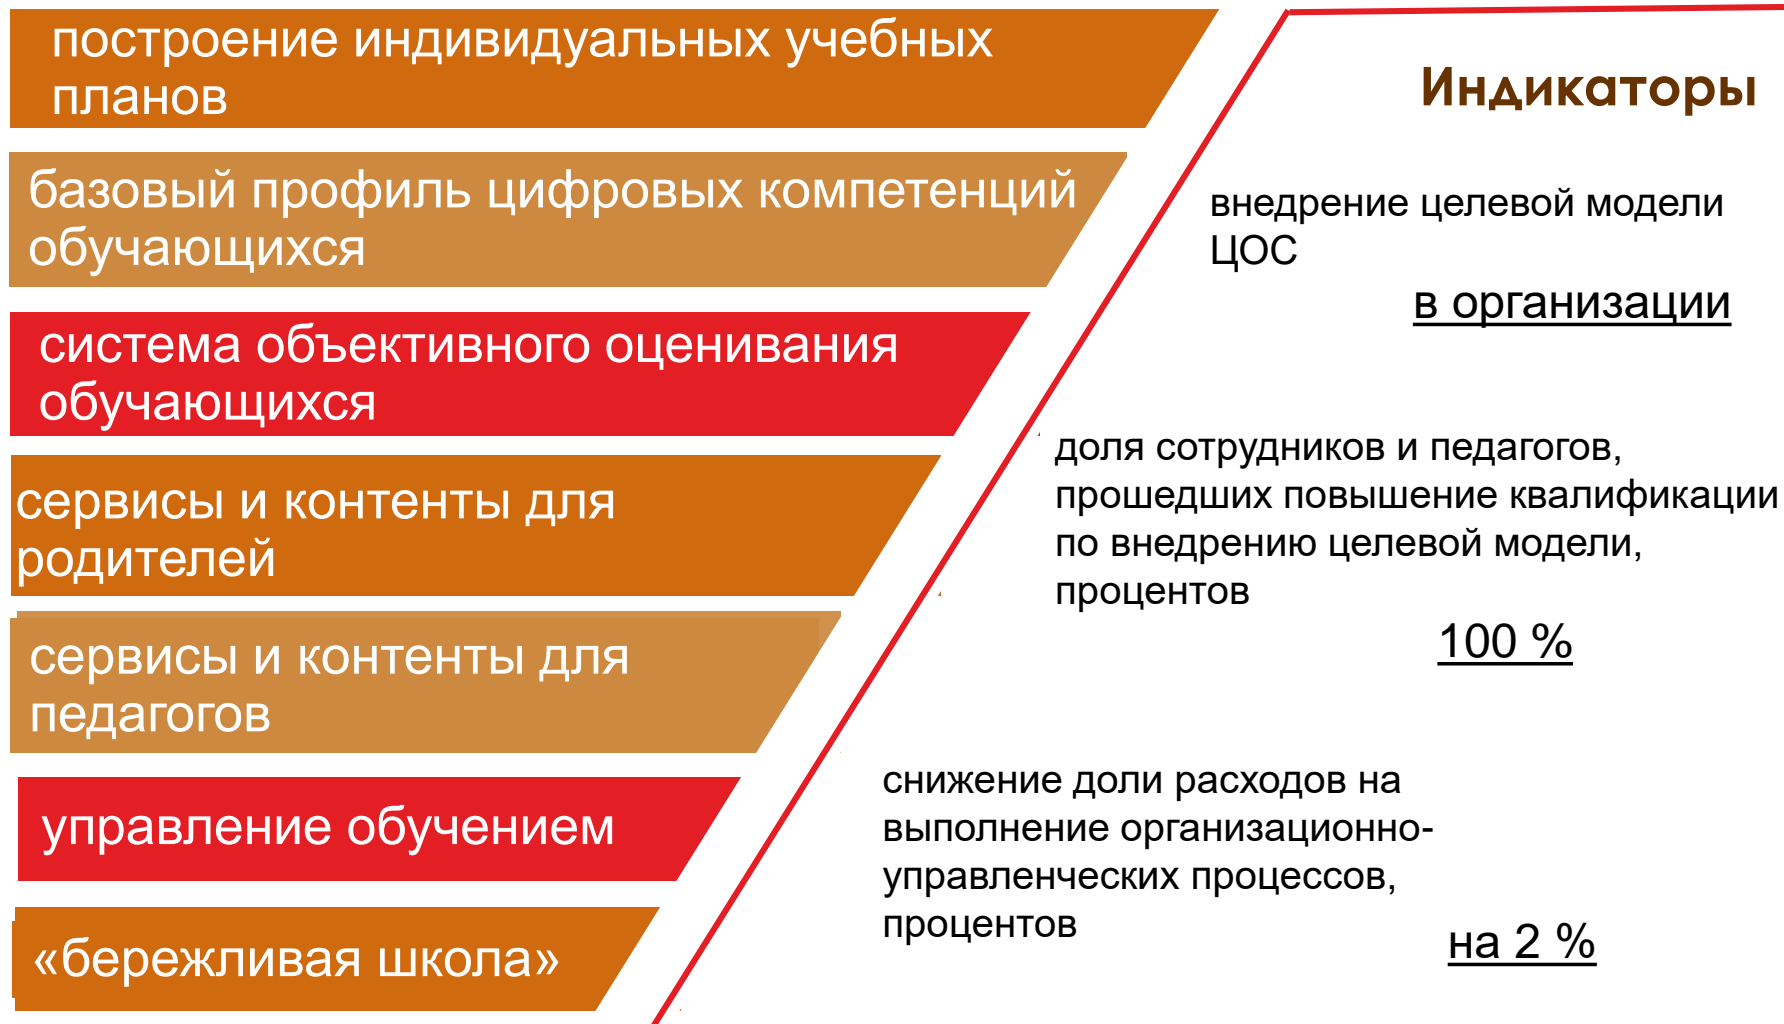 построение индивидуальных учебных
планов
базовый профиль цифровых компетенций
обучающихся
система объективного оценивания
обучающихся
сервисы и контенты для
родителей
сервисы и контенты для
педагогов
управление обучением
«бережливая школа»
Индикаторы
внедрение целевой модели
ЦОС
в организации
доля сотрудников и педагогов,
прошедших повышение квалификации
по внедрению целевой модели,
процентов
100 %
снижение доли расходов на
выполнение организационно-
управленческих процессов,
процентов
на 2 %